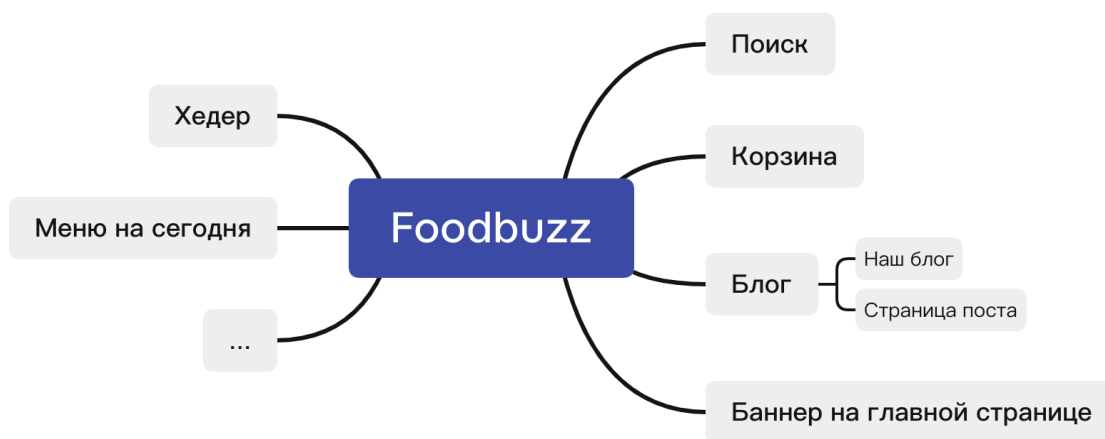 Поиск
Хедер
Корзина
Foodbuzz
Меню на сегодня
Наш блог
Блог
Страница поста
...
Баннер на главной странице